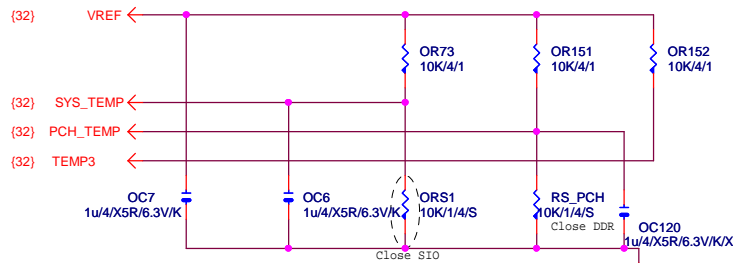 {32} VREF
OR73
10K/4/1
OR151
10K/4/1
OR152
10K/4/1
{32} SYS_TEMP
{32} PCH_TEMP
{32} TEMP3
OC7
1u/4/X5R/6.3V/K
OC6
1u/4/X5R/6.3V/K
ORS1
10K/1/4/S
Close SIO
RS_PCH
10K/1/4/S
Close DDR
OC120
1u/4/X5R/6.3V/K/X